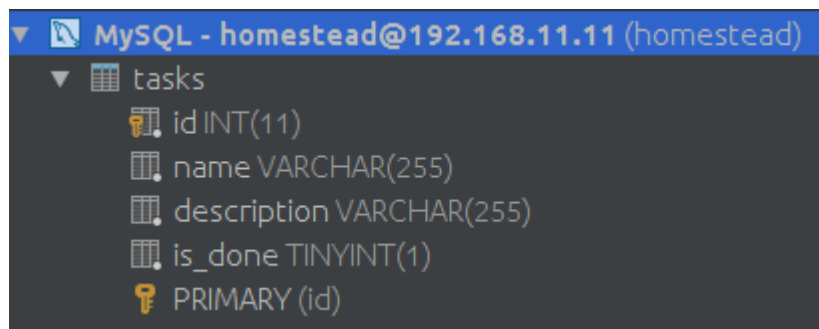 MySQL - homestead@192.168.11.11 (homestead)
tasks
id INT(11)
name VARCHAR(255)
description VARCHAR(255)
is_done TINYINT(1)
PRIMARY (id)